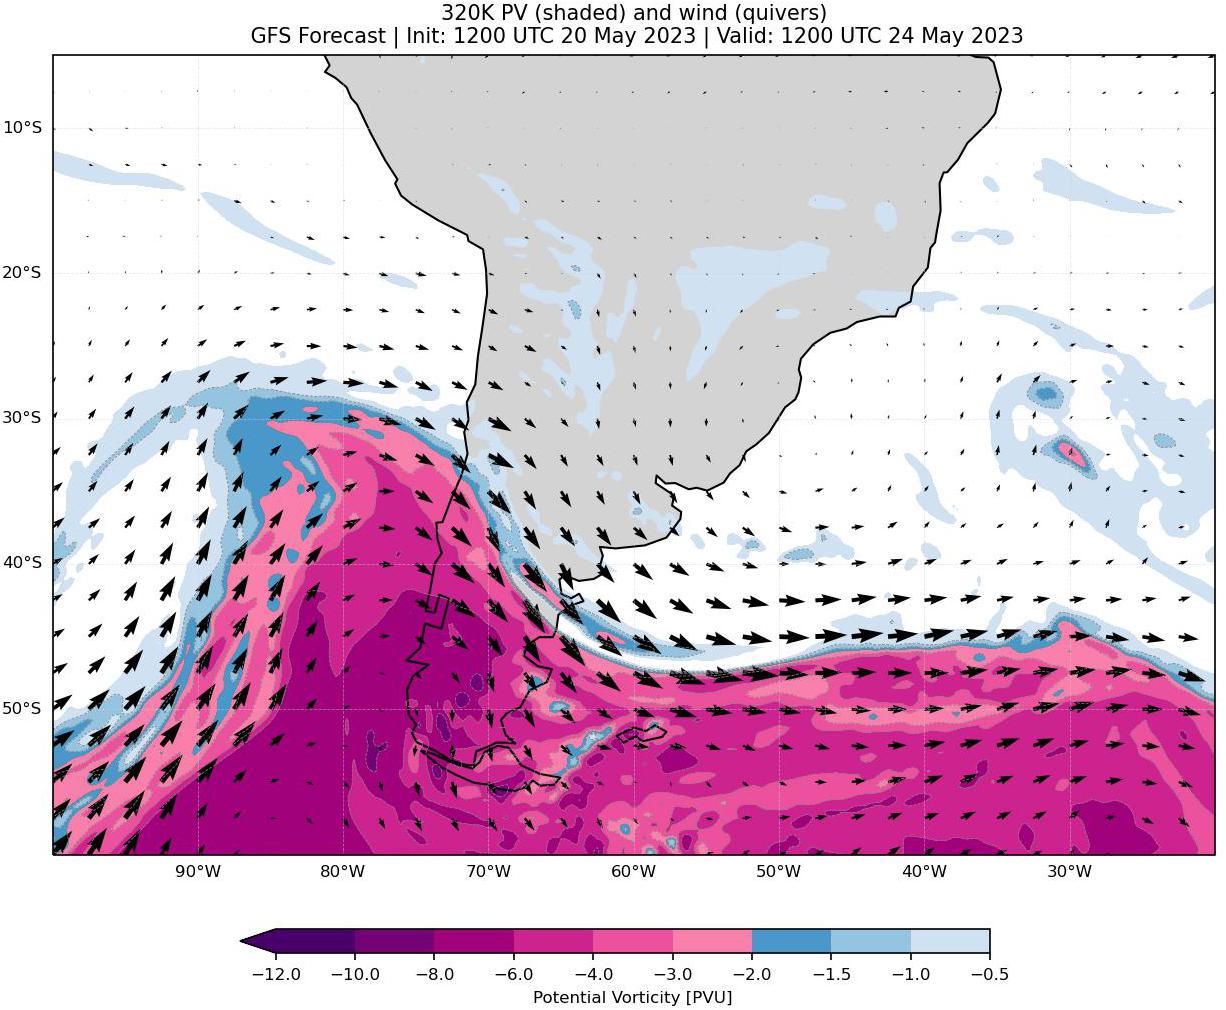 320K PV (shaded) and wind (quivers)
GFS Forecast | Init: 1200 UTC 20 May 2023 | Valid: 1200 UTC 24 May 2023
10°S
20°S
30°S
40°S
50°S
90°W 80°W 70°W 60°W 50°W 40°W 30°W
−12.0 −10.0 −8.0 −6.0 −4.0 −3.0 −2.0 −1.5 −1.0 −0.5
Potential Vorticity [PVU]